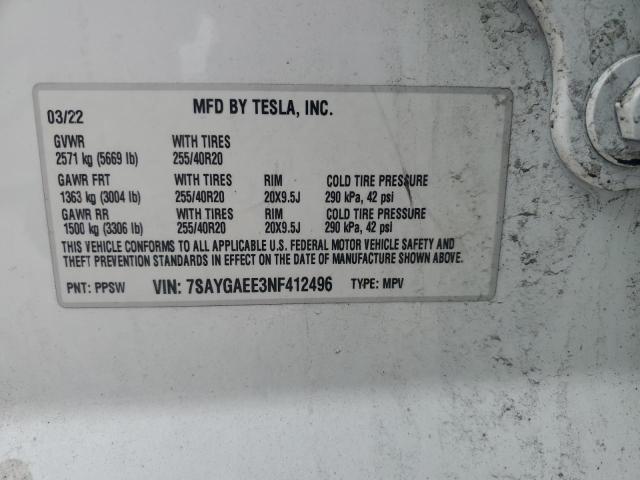 03/22 MFD BY TESLA, INC.
GVWR WITH TIRES
2571 kg (5669 lb) 255/40R20
GAWR FRT WITH TIRES RIM COLD TIRE PRESSURE
1363 kg (3004 lb) 255/40R20 20X9.5J 290 kPa, 42 psi
GAWR RR WITH TIRES RIM COLD TIRE PRESSURE
1500 kg (3306 lb) 255/40R20 20X9.5J 290 kPa, 42 psi
THIS VEHICLE CONFORMS TO ALL APPLICABLE U.S. FEDERAL MOTOR VEHICLE SAFETY AND
THEFT PREVENTION STANDARDS IN EFFECT ON THE DATE OF MANUFACTURE SHOWN ABOVE.
PNT: PPSW VIN: 7SAYGAEE3NF412496 TYPE: MPV